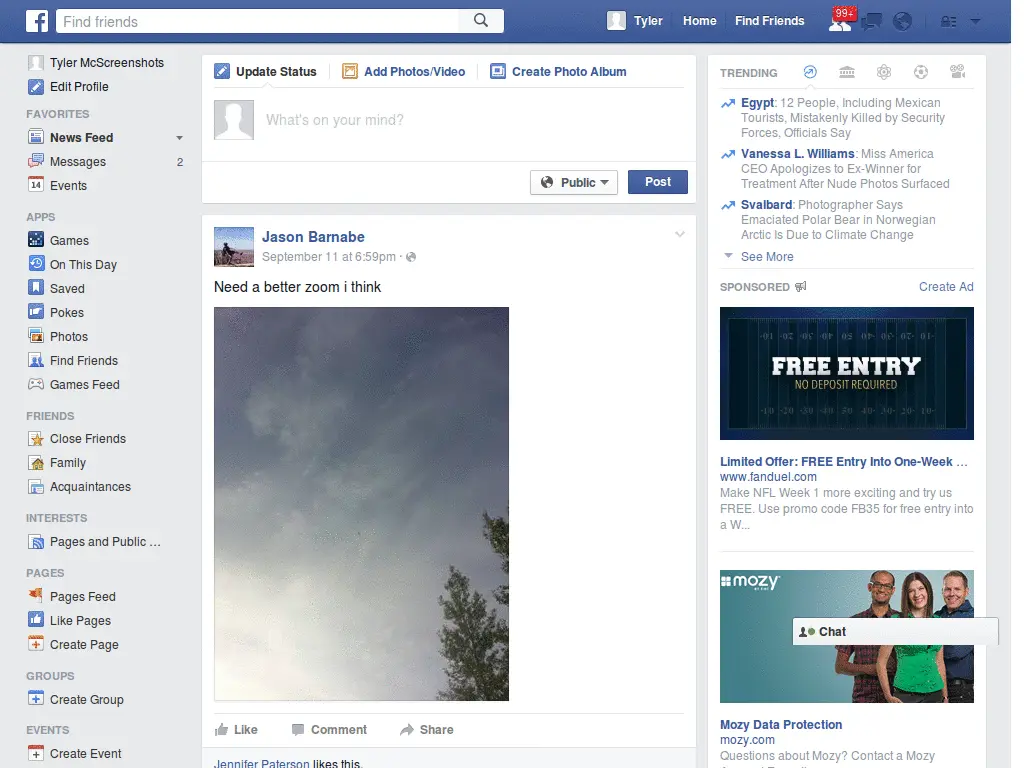 Find friends
Tyler
Home
Find Friends
99+
Tyler McScreenshots
Edit Profile
FAVORITES
News Feed
Messages 2
14 Events
APPS
Games
On This Day
Saved
Pokes
Photos
Find Friends
Games Feed
FRIENDS
Close Friends
Family
Acquaintances
INTERESTS
Pages and Public ...
PAGES
Pages Feed
Like Pages
Create Page
GROUPS
Create Group
EVENTS
Create Event
Update Status
Add Photos/Video
Create Photo Album
What's on your mind?
Public
Post
Jason Barnabe
September 11 at 6:59pm ·
Need a better zoom i think
Like
Comment
Share
Jennifer Paterson likes this.
TRENDING
Egypt: 12 People, Including Mexican
Tourists, Mistakenly Killed by Security
Forces, Officials Say
Vanessa L. Williams: Miss America
CEO Apologizes to Ex-Winner for
Treatment After Nude Photos Surfaced
Svalbard: Photographer Says
Emaciated Polar Bear in Norwegian
Arctic Is Due to Climate Change
See More
SPONSORED
Create Ad
FREE ENTRY
NO DEPOSIT REQUIRED
Limited Offer: FREE Entry Into One-Week ...
www.fanduel.com
Make NFL Week 1 more exciting and try us
FREE. Use promo code FB35 for free entry into
a W...
mozy
Chat
Mozy Data Protection
mozy.com
Questions about Mozy? Contact a Mozy